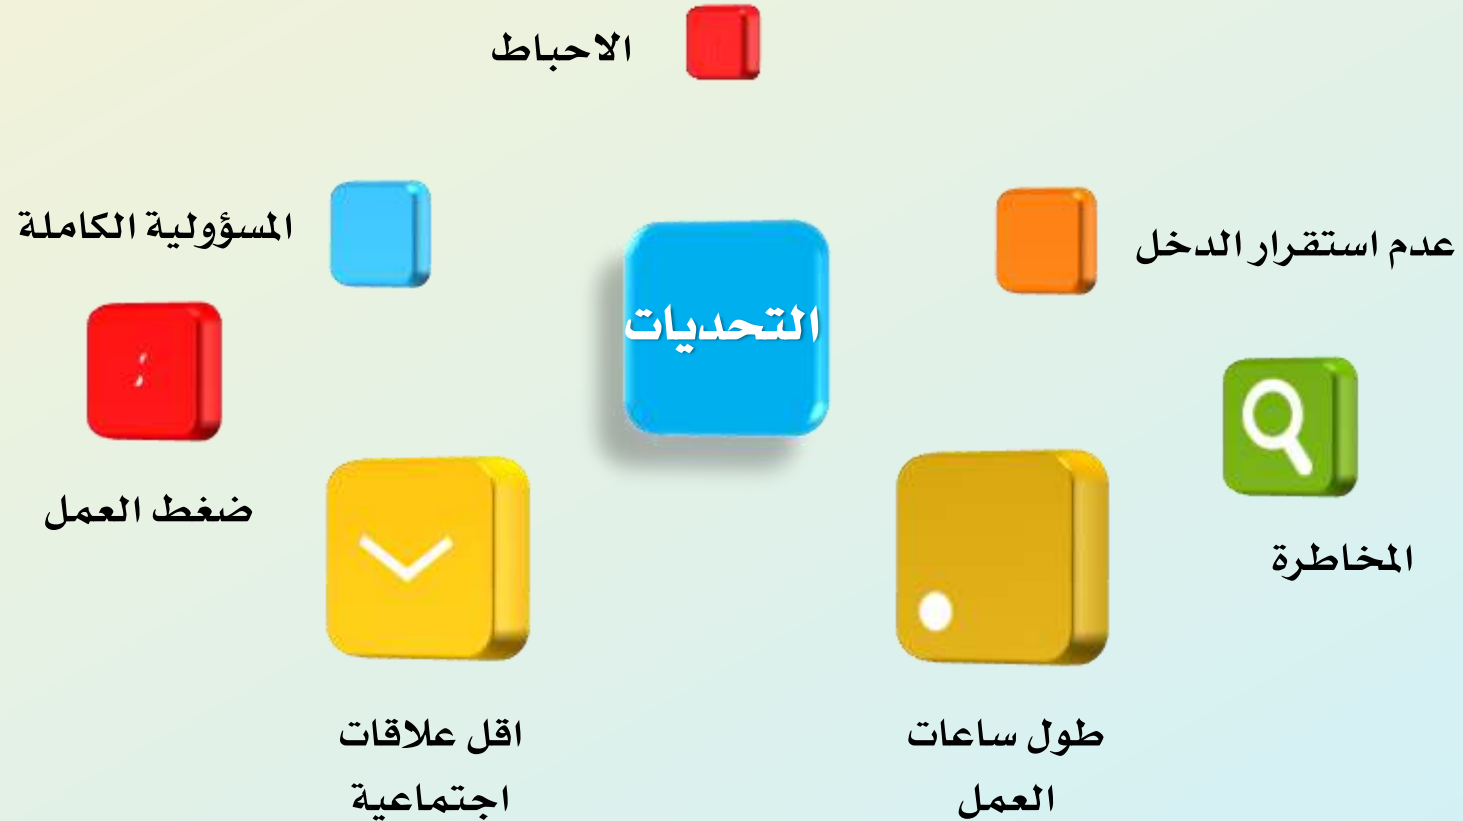 الاحباط
المسؤولية الكاملة
عدم استقرار الدخل
التحديات
ضغط العمل
المخاطرة
اقل علاقات
اجتماعية
طول ساعات
العمل